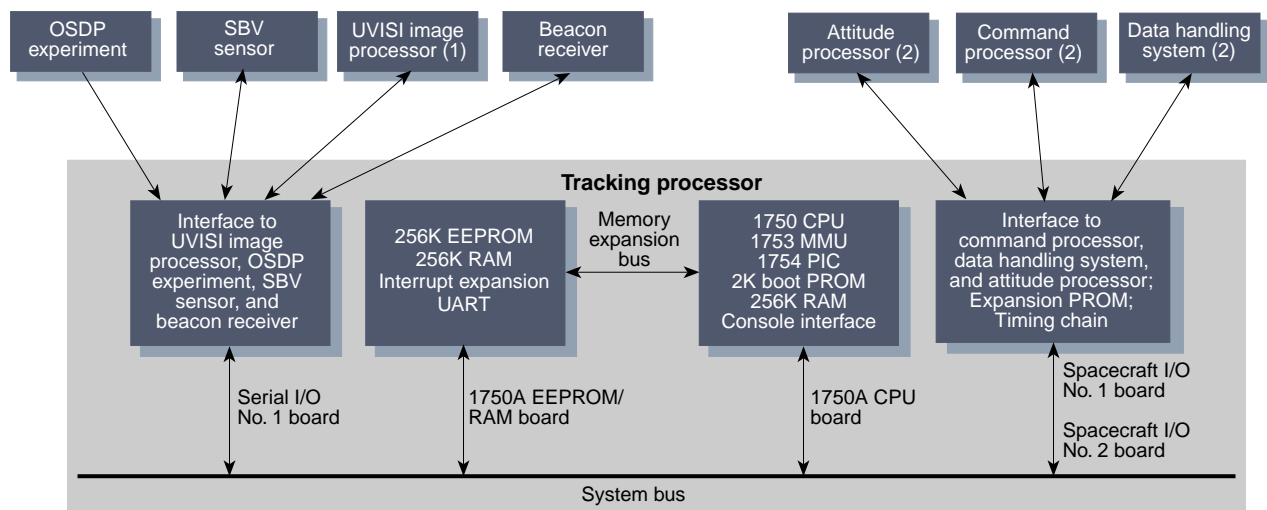 OSDP
experiment
SBV
sensor
UVISI image
processor (1)
Beacon
receiver
Attitude
processor (2)
Command
processor (2)
Data handling
system (2)
Tracking processor
Interface to
UVISI image
processor, OSDP
experiment, SBV
sensor, and
beacon receiver
256K EEPROM
256K RAM
Interrupt expansion
UART
Memory
expansion
bus
1750 CPU
1753 MMU
1754 PIC
2K boot PROM
256K RAM
Console interface
Interface to
command processor,
data handling system,
and attitude processor;
Expansion PROM;
Timing chain
Serial I/O
No. 1 board
1750A EEPROM/
RAM board
1750A CPU
board
Spacecraft I/O
No. 1 board
Spacecraft I/O
No. 2 board
System bus